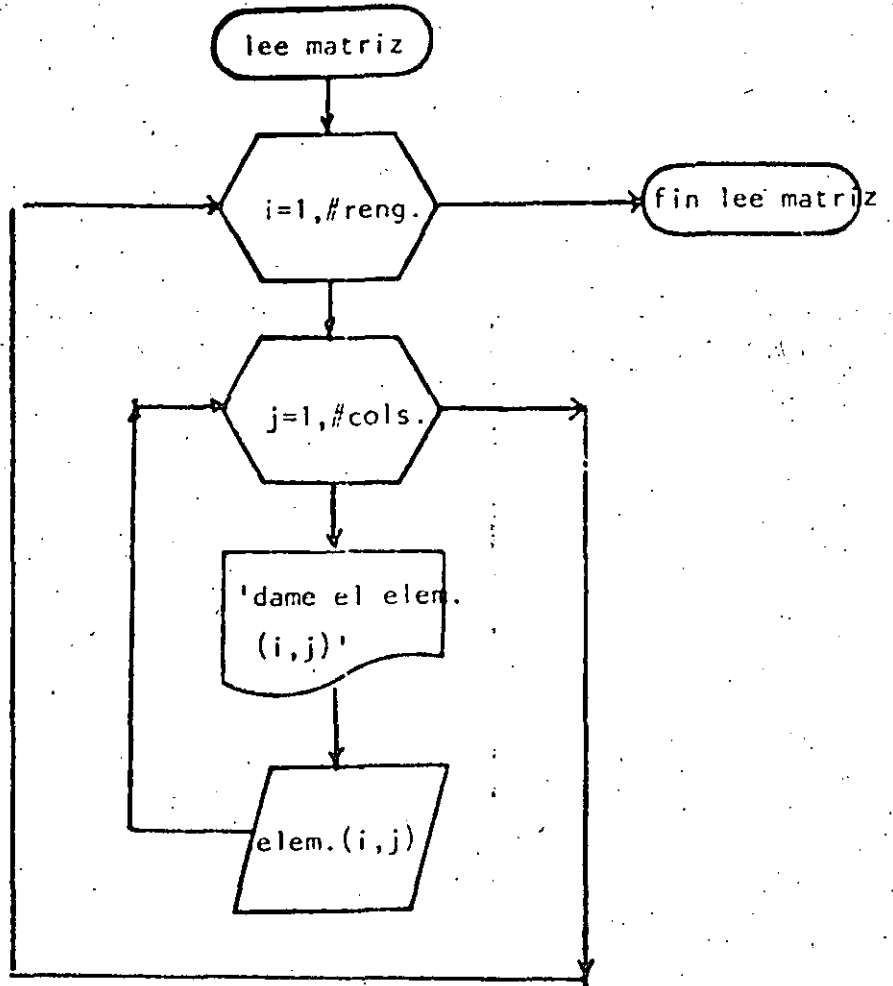 lee matriz
i=1,#reng.
fin lee matriz
j=1,#cols.
'dame el elem.
(i,j)'
elem.(i,j)